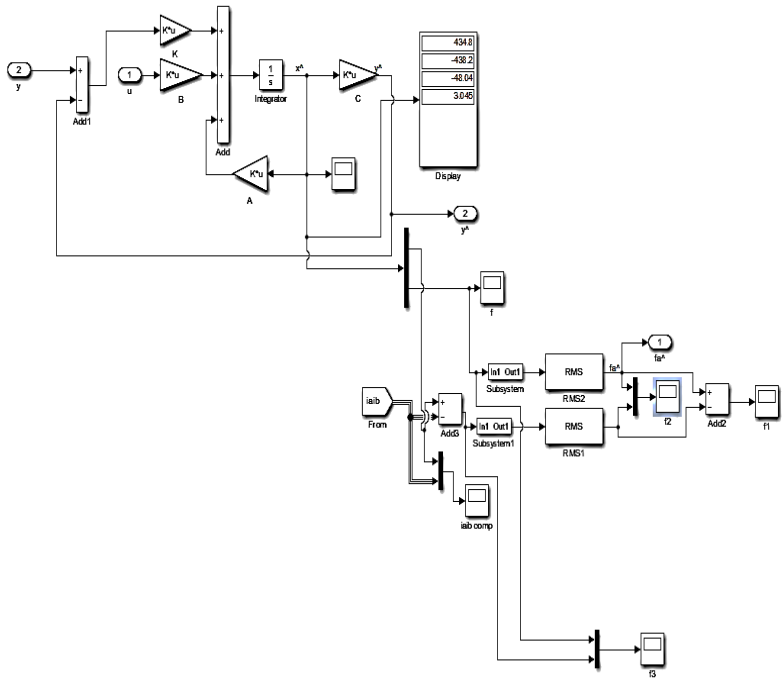 K*u
K
2
y
+
−
Add1
1
u
K*u
B
+
+
+
Add
1
s
Integrator
x^
K*u
C
y^
434.8
-438.2
-48.04
3.045
Display
K*u
A
2
y^
f
1
fa^
In1 Out1
Subsystem
RMS
RMS2
fa^
f2
+
−
Add2
f1
iaib
From
+
−
Add3
In1 Out1
Subsystem1
RMS
RMS1
iab comp
f3